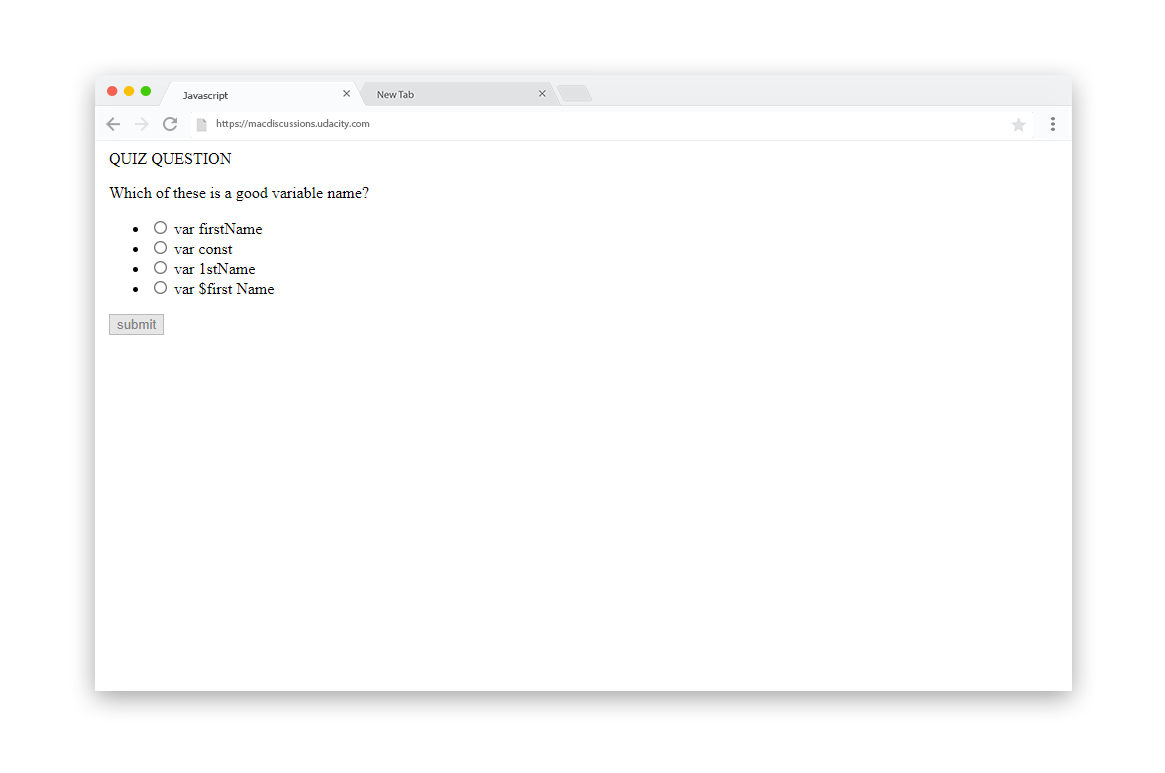 Javascript
New Tab
https://macdiscussions.udacity.com
QUIZ QUESTION
Which of these is a good variable name?
var firstName
var const
var 1stName
var $first Name
submit